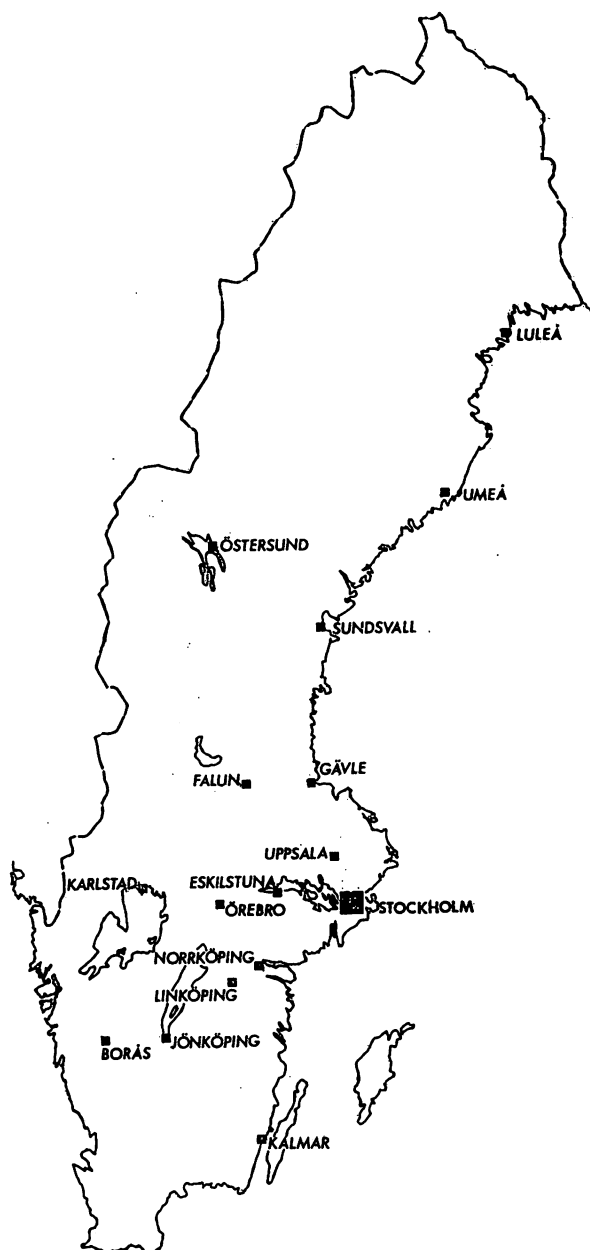 LULEÅ
UMEÅ
ÖSTERSUND
SUNDSVALL
GÄVLE
FALUN
UPPSALA
KARLSTAD
ESKILSTUNA
ÖREBRO
STOCKHOLM
NORRKÖPING
LINKÖPING
BORÅS
JÖNKÖPING
KALMAR